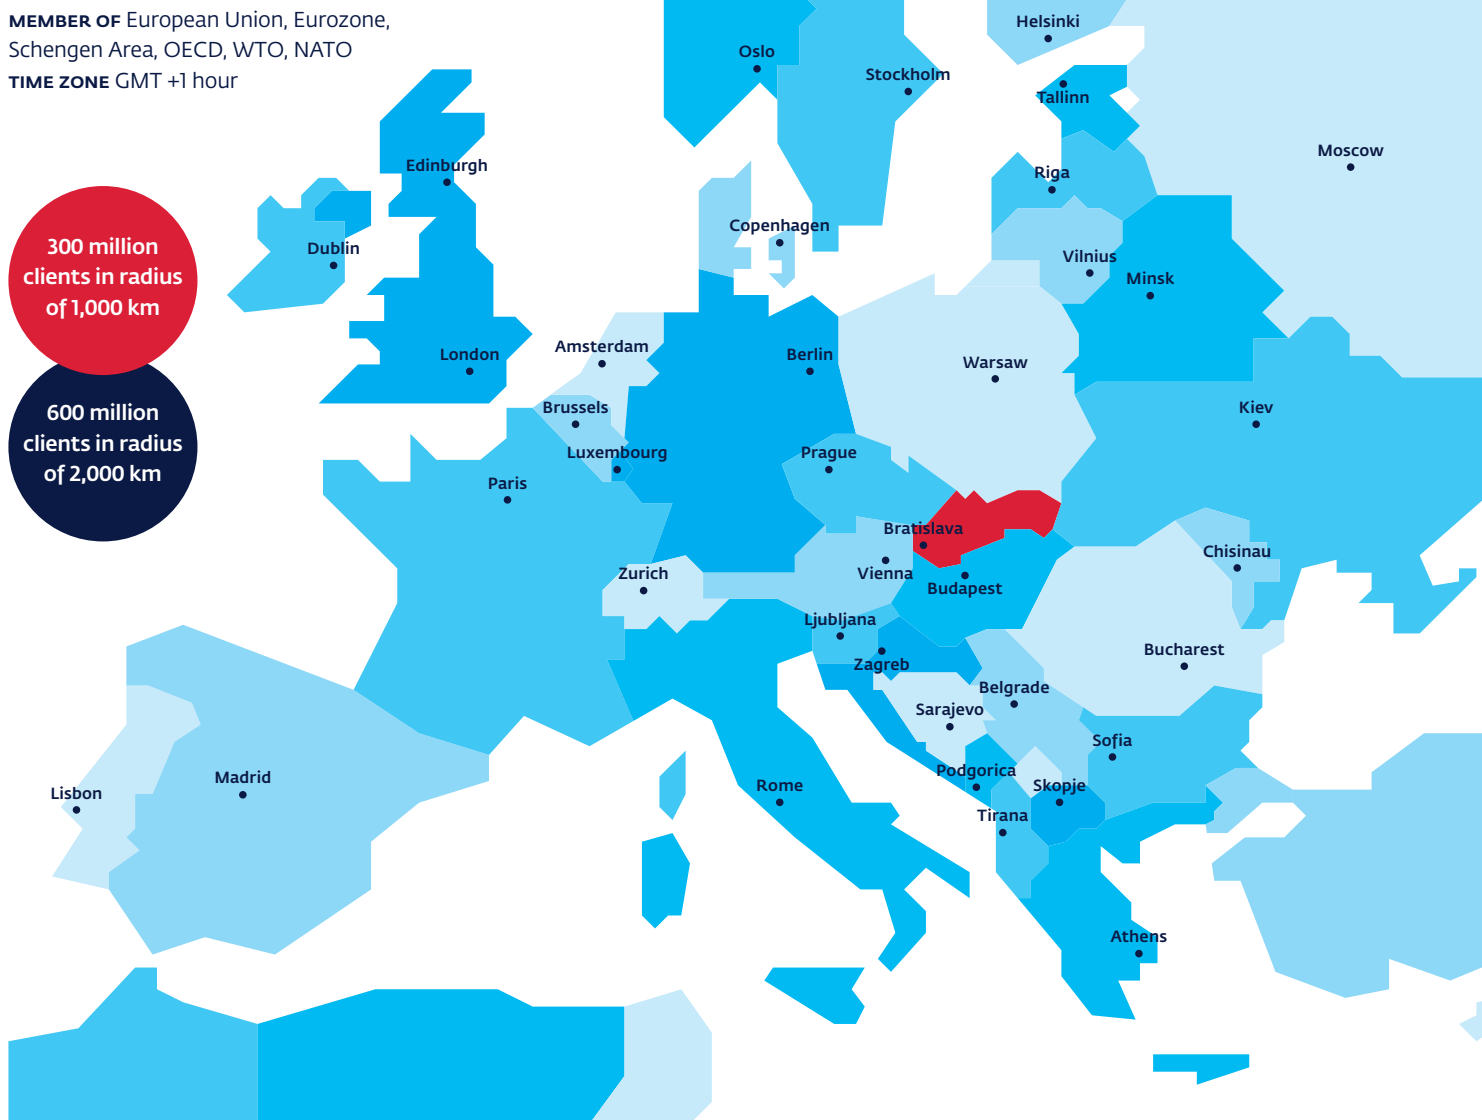 MEMBER OF European Union, Eurozone,
Schengen Area, OECD, WTO, NATO
TIME ZONE GMT +1 hour
300 million
clients in radius
of 1,000 km
600 million
clients in radius
of 2,000 km
Helsinki
Oslo
Stockholm
Tallinn
Moscow
Edinburgh
Riga
Copenhagen
Dublin
Vilnius
Minsk
Amsterdam
London
Berlin
Warsaw
Brussels
Kiev
Luxembourg
Prague
Paris
Bratislava
Chisinau
Zurich
Vienna
Budapest
Ljubljana
Bucharest
Zagreb
Belgrade
Sarajevo
Sofia
Podgorica
Madrid
Rome
Skopje
Lisbon
Tirana
Athens